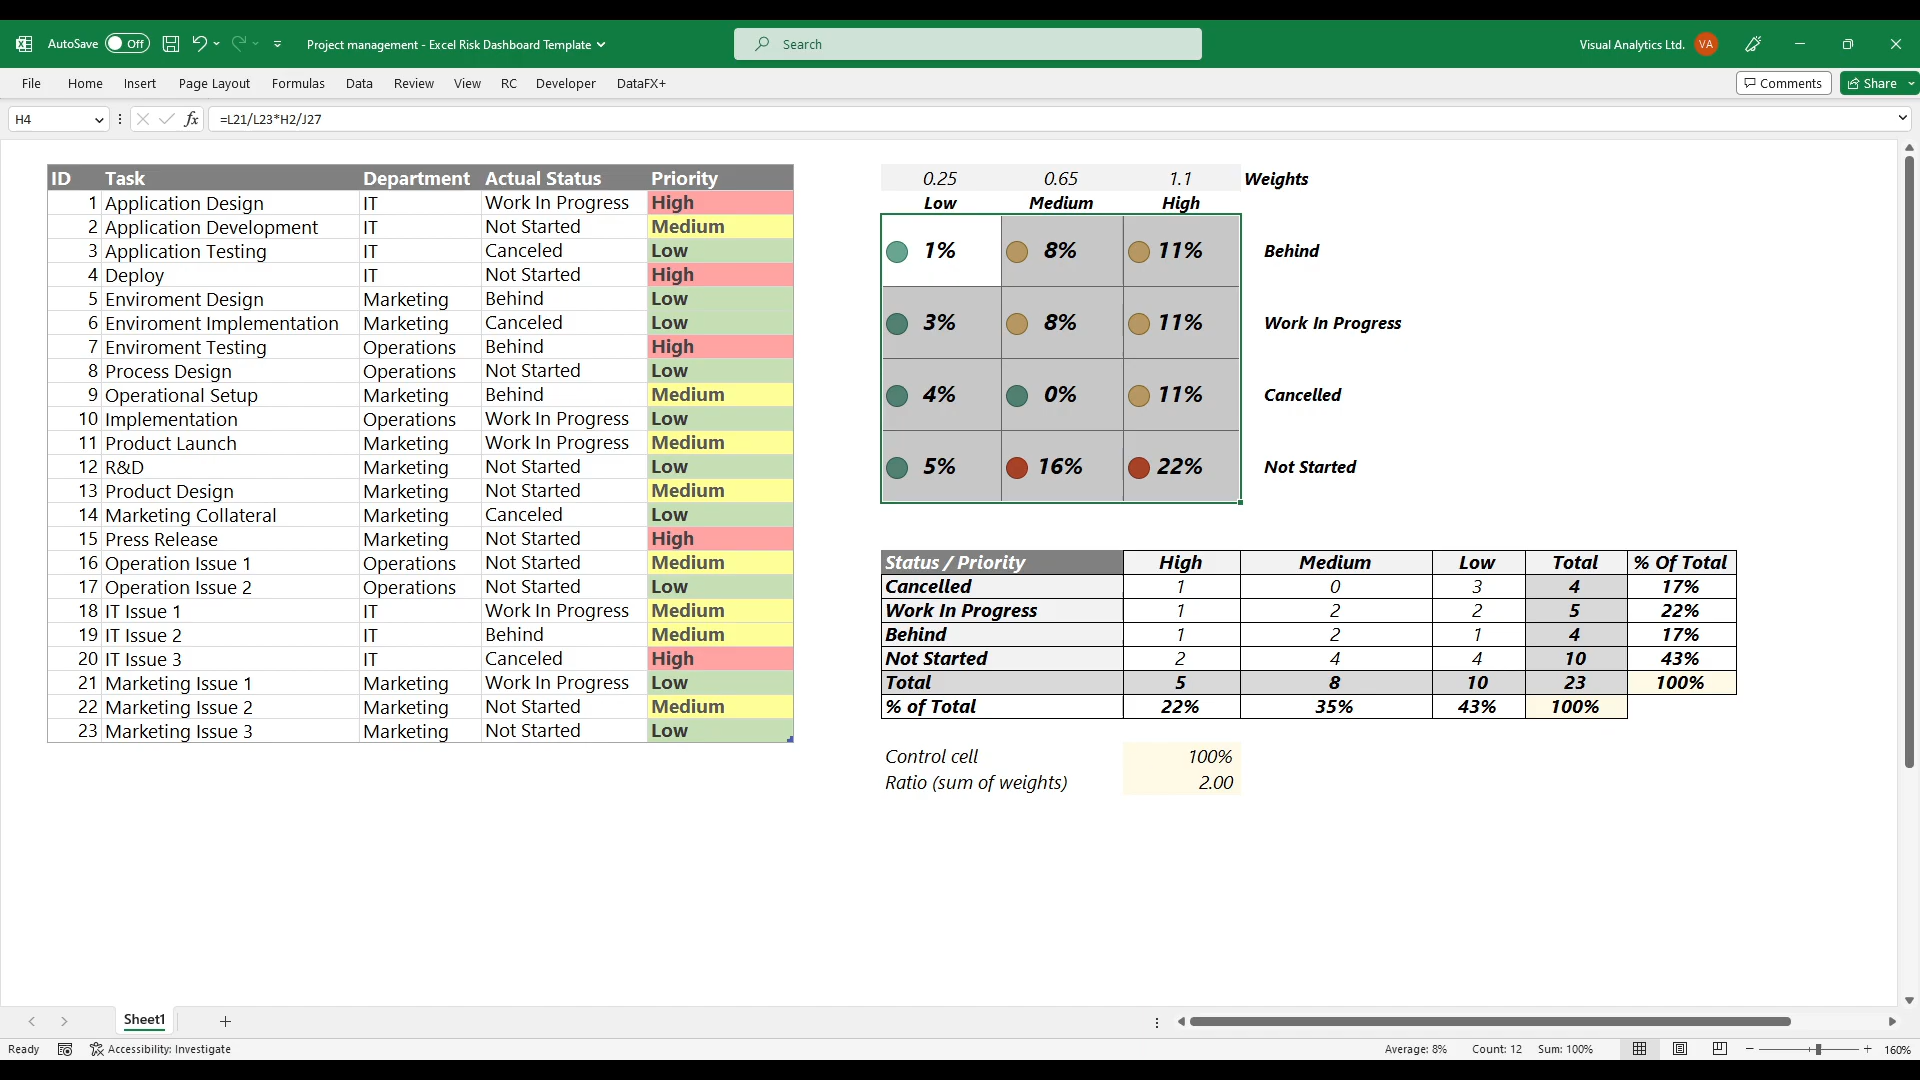 AutoSave Off Project management - Excel Risk Dashboard Template Search Visual Analytics Ltd. VA
File Home Insert Page Layout Formulas Data Review View RC Developer DataFX+ Comments Share
H4 fx =L21/L23*H2/J27
ID Task Department Actual Status Priority
1 Application Design IT Work In Progress High
2 Application Development IT Not Started Medium
3 Application Testing IT Canceled Low
4 Deploy IT Not Started High
5 Enviroment Design Marketing Behind Low
6 Enviroment Implementation Marketing Canceled Low
7 Enviroment Testing Operations Behind High
8 Process Design Operations Not Started Low
9 Operational Setup Marketing Behind Medium
10 Implementation Operations Work In Progress Low
11 Product Launch Marketing Work In Progress Medium
12 R&D Marketing Not Started Low
13 Product Design Marketing Not Started Medium
14 Marketing Collateral Marketing Canceled Low
15 Press Release Marketing Not Started High
16 Operation Issue 1 Operations Not Started Medium
17 Operation Issue 2 Operations Not Started Low
18 IT Issue 1 IT Work In Progress Medium
19 IT Issue 2 IT Behind Medium
20 IT Issue 3 IT Canceled High
21 Marketing Issue 1 Marketing Work In Progress Low
22 Marketing Issue 2 Marketing Not Started Medium
23 Marketing Issue 3 Marketing Not Started Low
0.25 0.65 1.1 Weights
Low Medium High
1% 8% 11% Behind
3% 8% 11% Work In Progress
4% 0% 11% Cancelled
5% 16% 22% Not Started
Status / Priority High Medium Low Total % Of Total
Cancelled 1 0 3 4 17%
Work In Progress 1 2 2 5 22%
Behind 1 2 1 4 17%
Not Started 2 4 4 10 43%
Total 5 8 10 23 100%
% of Total 22% 35% 43% 100%
Control cell 100%
Ratio (sum of weights) 2.00
Sheet1
Ready Accessibility: Investigate Average: 8% Count: 12 Sum: 100% 160%